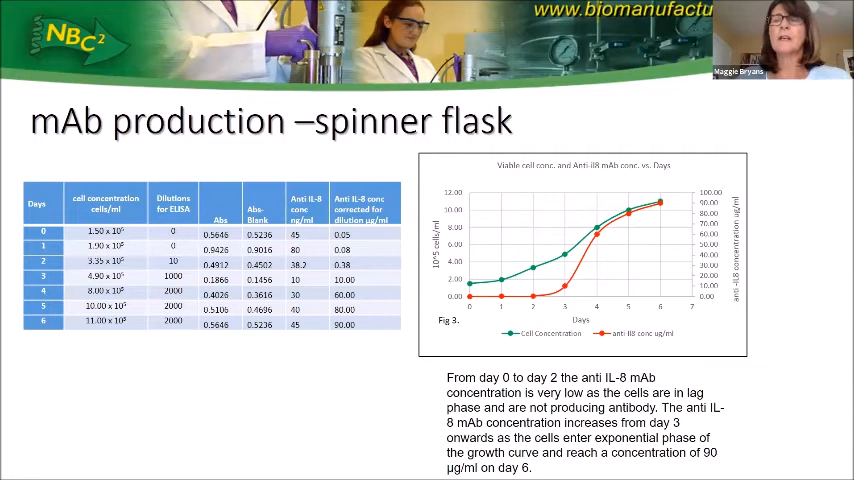 NBC²
www.biomanufactu
Maggie Bryans
mAb production –spinner flask
Days cell concentration cells/ml Dilutions for ELISA Abs Abs-Blank Anti IL-8 conc ng/ml Anti IL-8 conc corrected for dilution µg/ml
0 1.50 x 10⁵ 0 0.5646 0.5236 45 0.05
1 1.90 x 10⁵ 0 0.9426 0.9016 80 0.08
2 3.35 x 10⁵ 10 0.4912 0.4502 38.2 0.38
3 4.90 x 10⁵ 1000 0.1866 0.1456 10 10.00
4 8.00 x 10⁵ 2000 0.4026 0.3616 30 60.00
5 10.00 x 10⁵ 2000 0.5106 0.4696 40 80.00
6 11.00 x 10⁵ 2000 0.5646 0.5236 45 90.00
Viable cell conc. and Anti-il8 mAb conc. vs. Days
12.00
10.00
8.00
6.00
4.00
2.00
0.00
10^5 cells/ml
100.00
90.00
80.00
70.00
60.00
50.00
40.00
30.00
20.00
10.00
0.00
anti -IL8 concentration ug/ml
0 1 2 3 4 5 6 7
Fig 3.
Days
Cell Concentration anti-Il8 conc ug/ml
From day 0 to day 2 the anti IL-8 mAb
concentration is very low as the cells are in lag
phase and are not producing antibody. The anti IL-
8 mAb concentration increases from day 3
onwards as the cells enter exponential phase of
the growth curve and reach a concentration of 90
µg/ml on day 6.